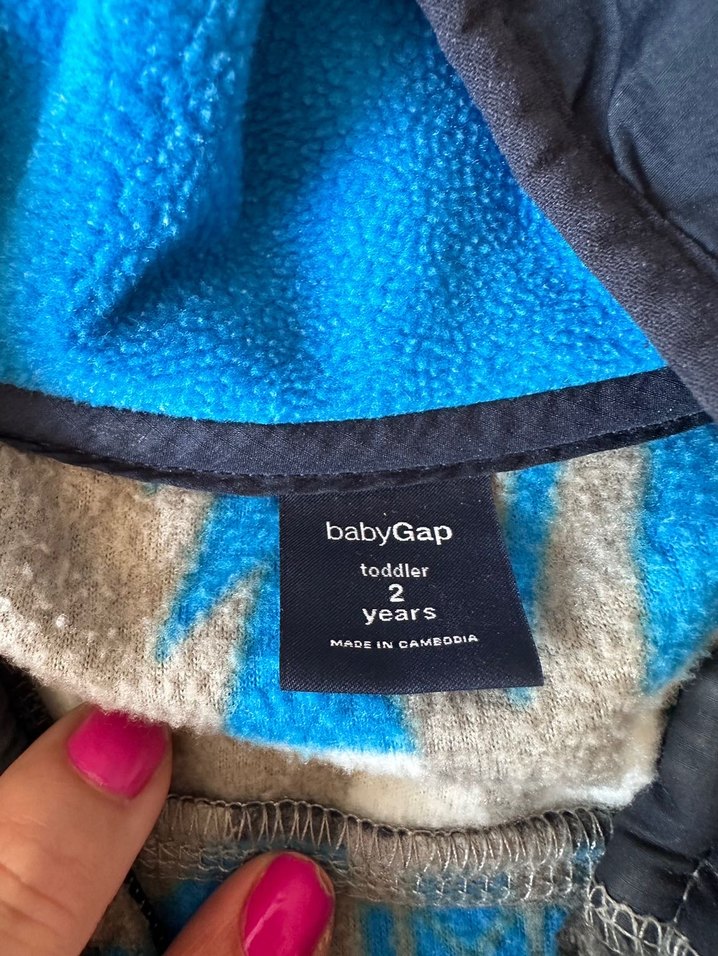 babyGap
toddler
2
years
MADE IN CAMBODIA